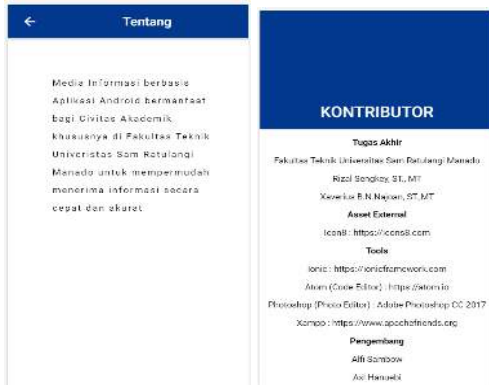 Tentang
Media Informasi berbasis
Aplikasi Android bermanfaat
bagi Civitas Akademik
khususnya di Fakultas Teknik
Univeristas Sam Ratulangi
Manado untuk mempermudah
menerima informasi secara
cepat dan akurat
KONTRIBUTOR
Tugas Akhir
Fakultas Teknik Universitas Sam Ratulangi Manado
Rizal Sengkey, ST., MT
Xaverius B.N.Najoan, ST,MT
Asset External
Icon8 : https://icons8.com
Tools
Ionic : https://ionicframework.com
Atom (Code Editor) : https://atom.io
Photoshop (Photo Editor) : Adobe Photoshop CC 2017
Xampp : https://www.apachefriends.org
Pengembang
Alfi Sambow